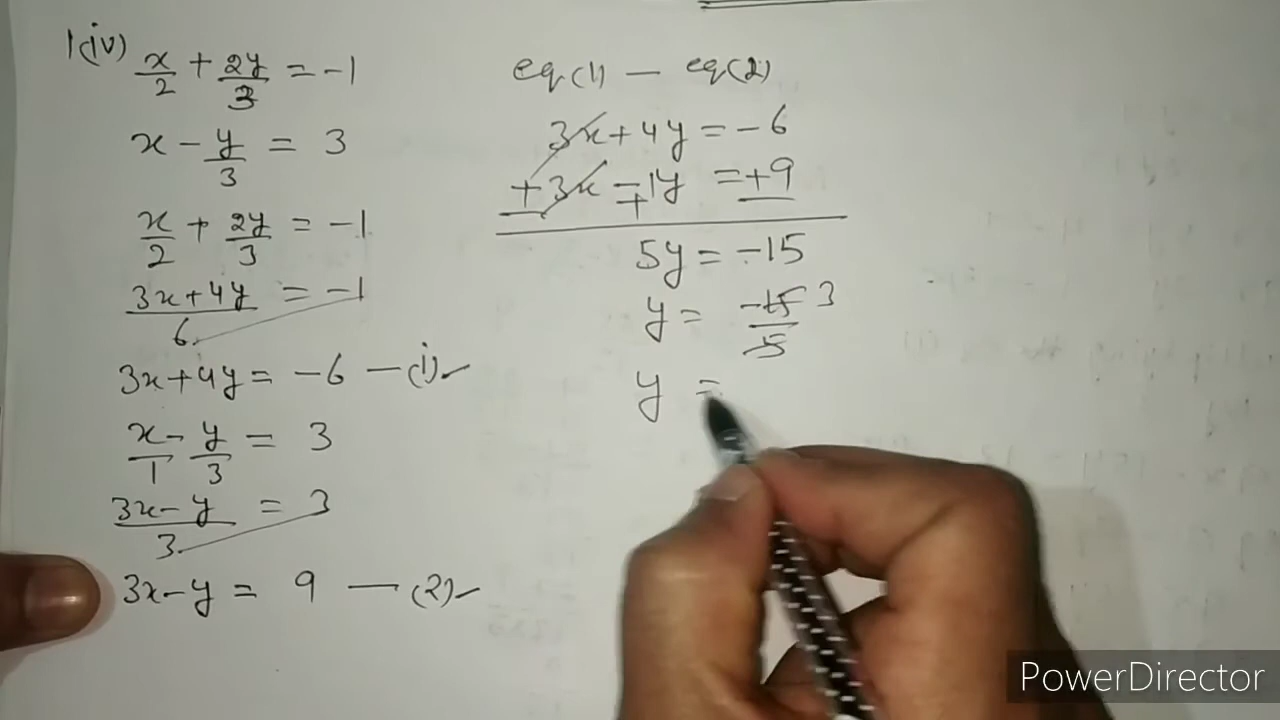 1(iv) x/2 + 2y/3 = -1
x - y/3 = 3
x/2 + 2y/3 = -1
3x+4y/6 = -1
3x+4y = -6 — (i)✓
x/1 - y/3 = 3
3x-y/3 = 3
3x-y = 9 — (2)✓
eq(1) — eq(2)
3x+4y = -6
+3x -1y = +9
— + —
5y = -15
y = -15/5 3
y =
PowerDirector